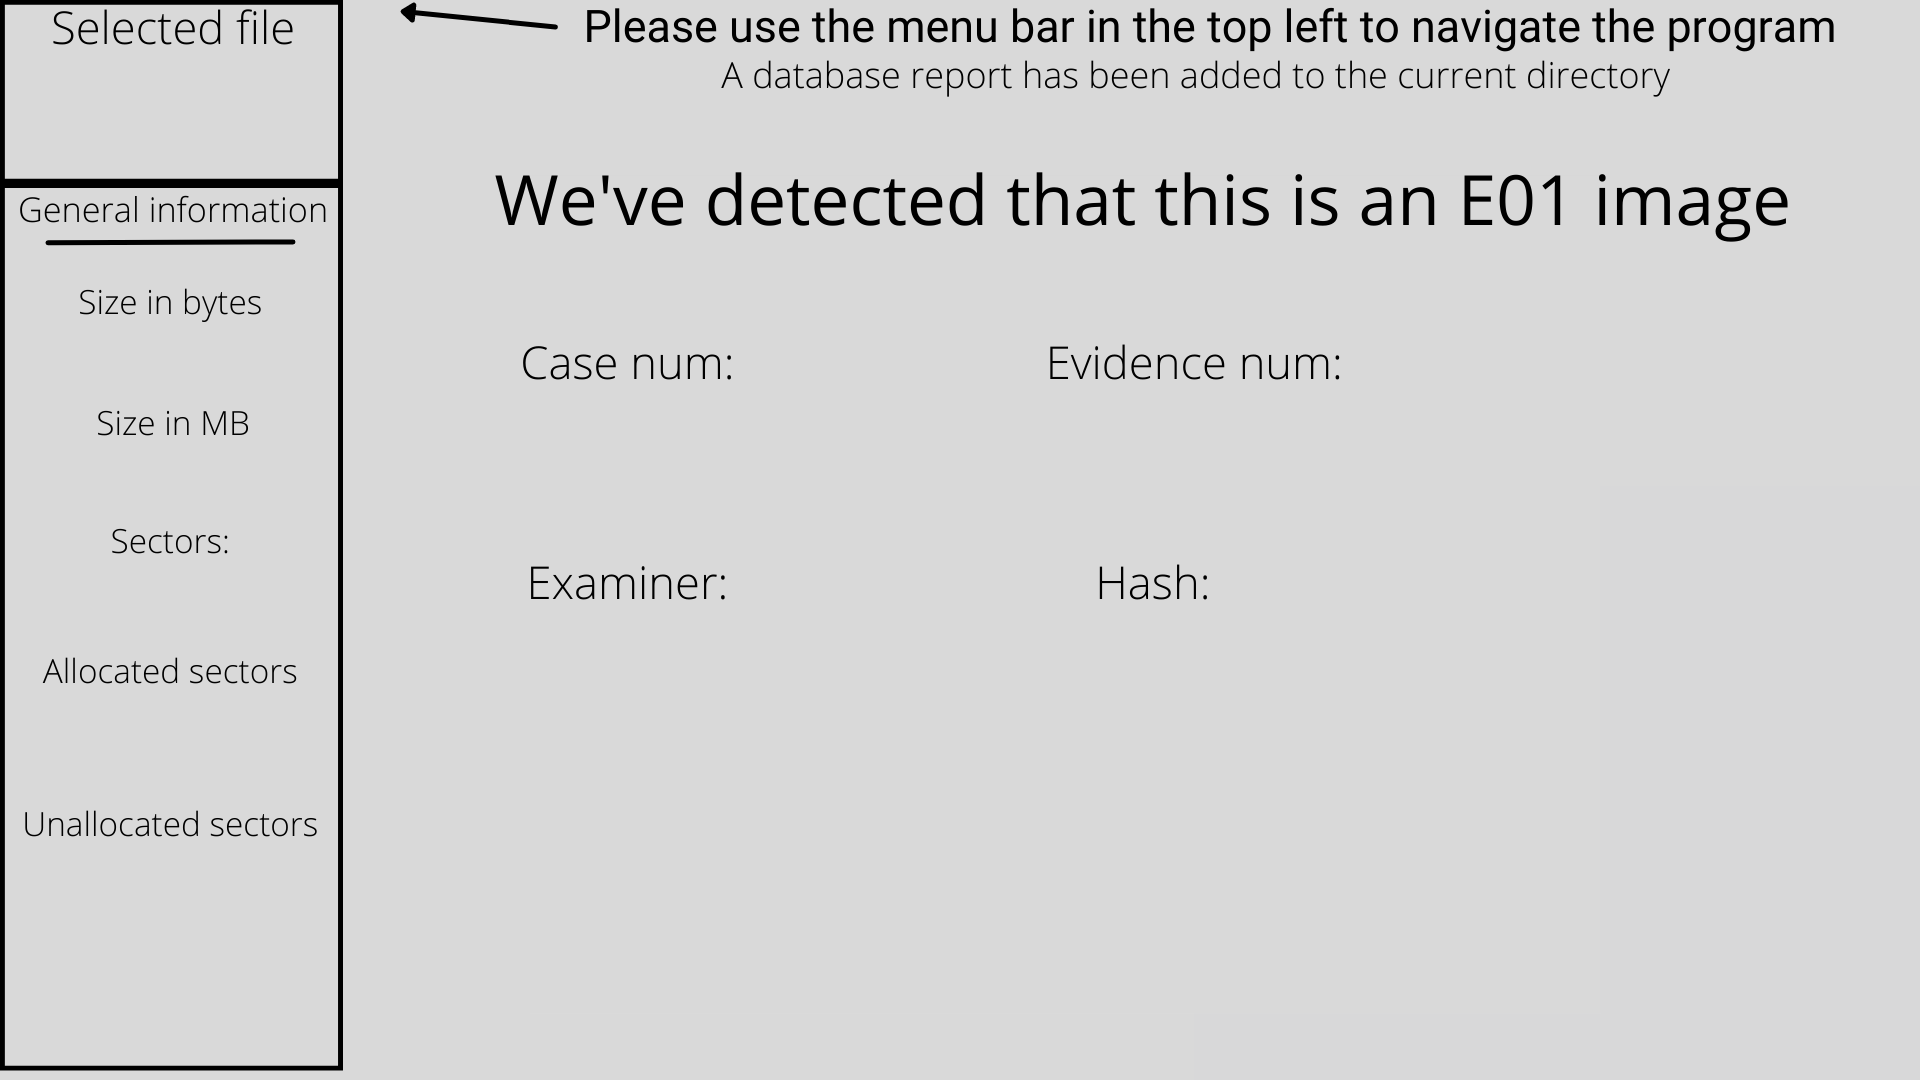 Selected file
Please use the menu bar in the top left to navigate the program
A database report has been added to the current directory
We've detected that this is an E01 image
General information
Size in bytes
Size in MB
Sectors:
Allocated sectors
Unallocated sectors
Case num:
Evidence num:
Examiner:
Hash: